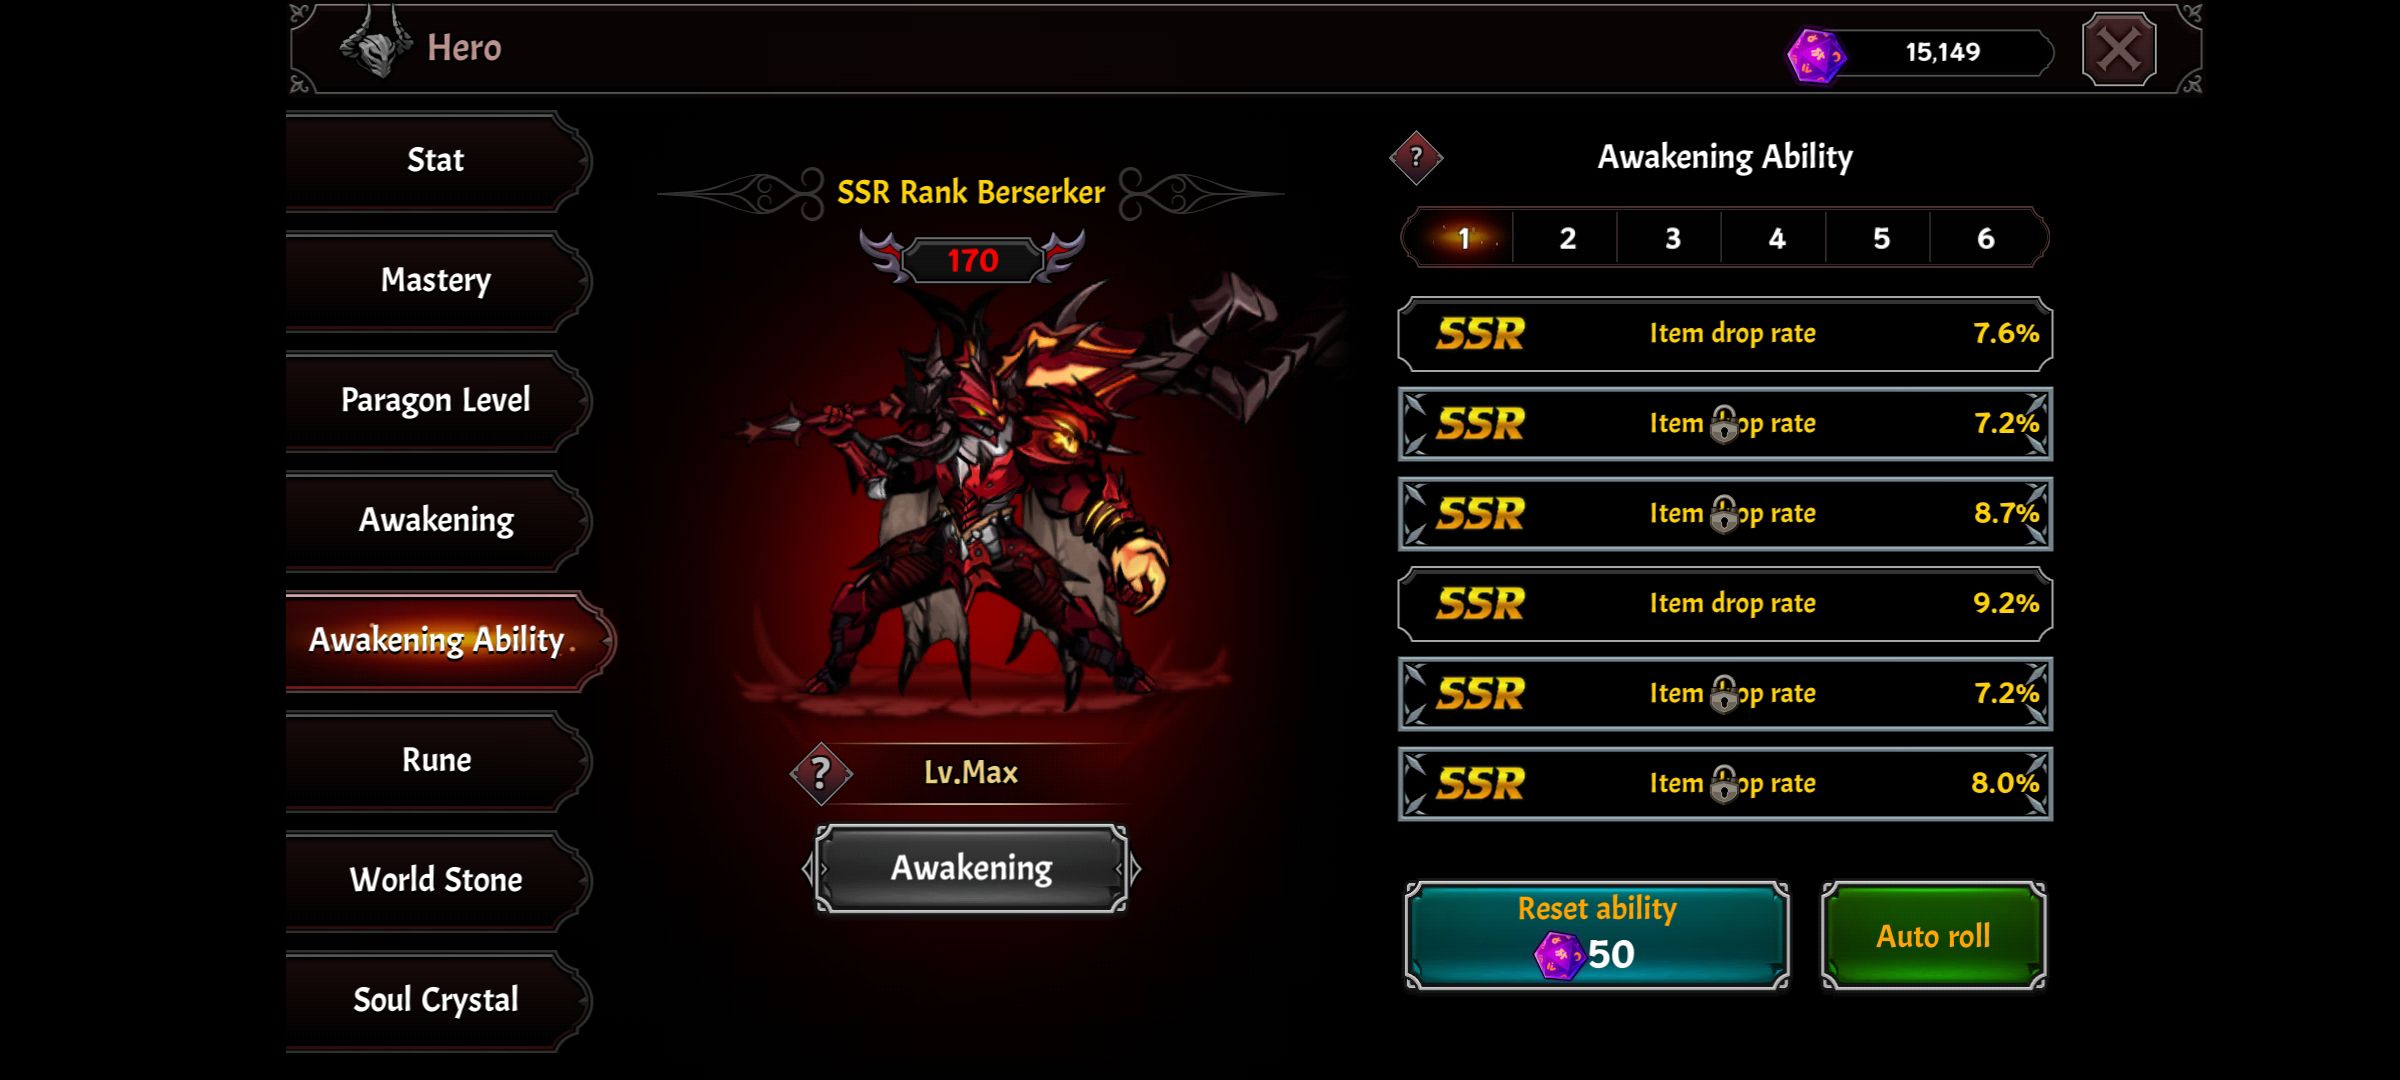 Hero
15,149
Stat
Mastery
Paragon Level
Awakening
Awakening Ability
Rune
World Stone
Soul Crystal
SSR Rank Berserker
170
? Lv.Max
Awakening
? Awakening Ability
1 2 3 4 5 6
SSR Item drop rate 7.6%
SSR Item op rate 7.2%
SSR Item op rate 8.7%
SSR Item drop rate 9.2%
SSR Item op rate 7.2%
SSR Item op rate 8.0%
Reset ability
50
Auto roll